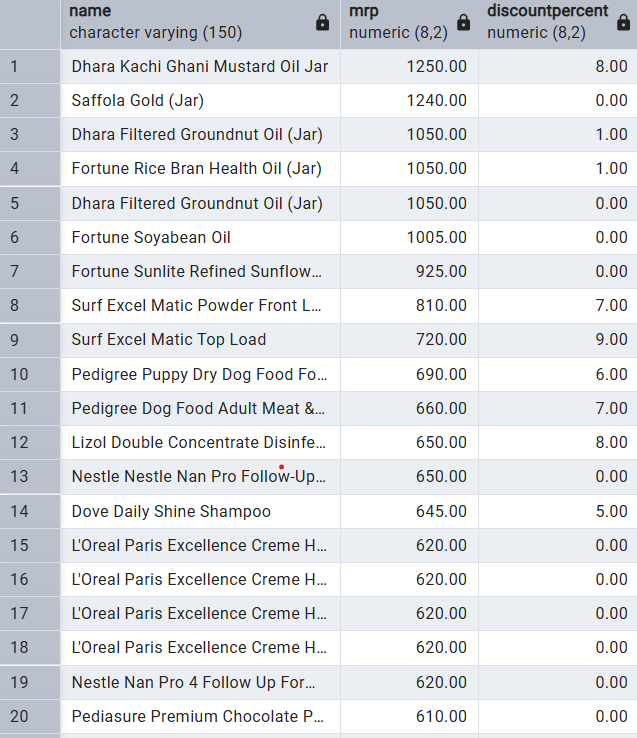 name mrp discountpercent
character varying (150) numeric (8,2) numeric (8,2)
1 Dhara Kachi Ghani Mustard Oil Jar 1250.00 8.00
2 Saffola Gold (Jar) 1240.00 0.00
3 Dhara Filtered Groundnut Oil (Jar) 1050.00 1.00
4 Fortune Rice Bran Health Oil (Jar) 1050.00 1.00
5 Dhara Filtered Groundnut Oil (Jar) 1050.00 0.00
6 Fortune Soyabean Oil 1005.00 0.00
7 Fortune Sunlite Refined Sunflow... 925.00 0.00
8 Surf Excel Matic Powder Front L... 810.00 7.00
9 Surf Excel Matic Top Load 720.00 9.00
10 Pedigree Puppy Dry Dog Food Fo... 690.00 6.00
11 Pedigree Dog Food Adult Meat &... 660.00 7.00
12 Lizol Double Concentrate Disinfe... 650.00 8.00
13 Nestle Nestle Nan Pro Follow-Up... 650.00 0.00
14 Dove Daily Shine Shampoo 645.00 5.00
15 L'Oreal Paris Excellence Creme H... 620.00 0.00
16 L'Oreal Paris Excellence Creme H... 620.00 0.00
17 L'Oreal Paris Excellence Creme H... 620.00 0.00
18 L'Oreal Paris Excellence Creme H... 620.00 0.00
19 Nestle Nan Pro 4 Follow Up For... 620.00 0.00
20 Pediasure Premium Chocolate P... 610.00 0.00